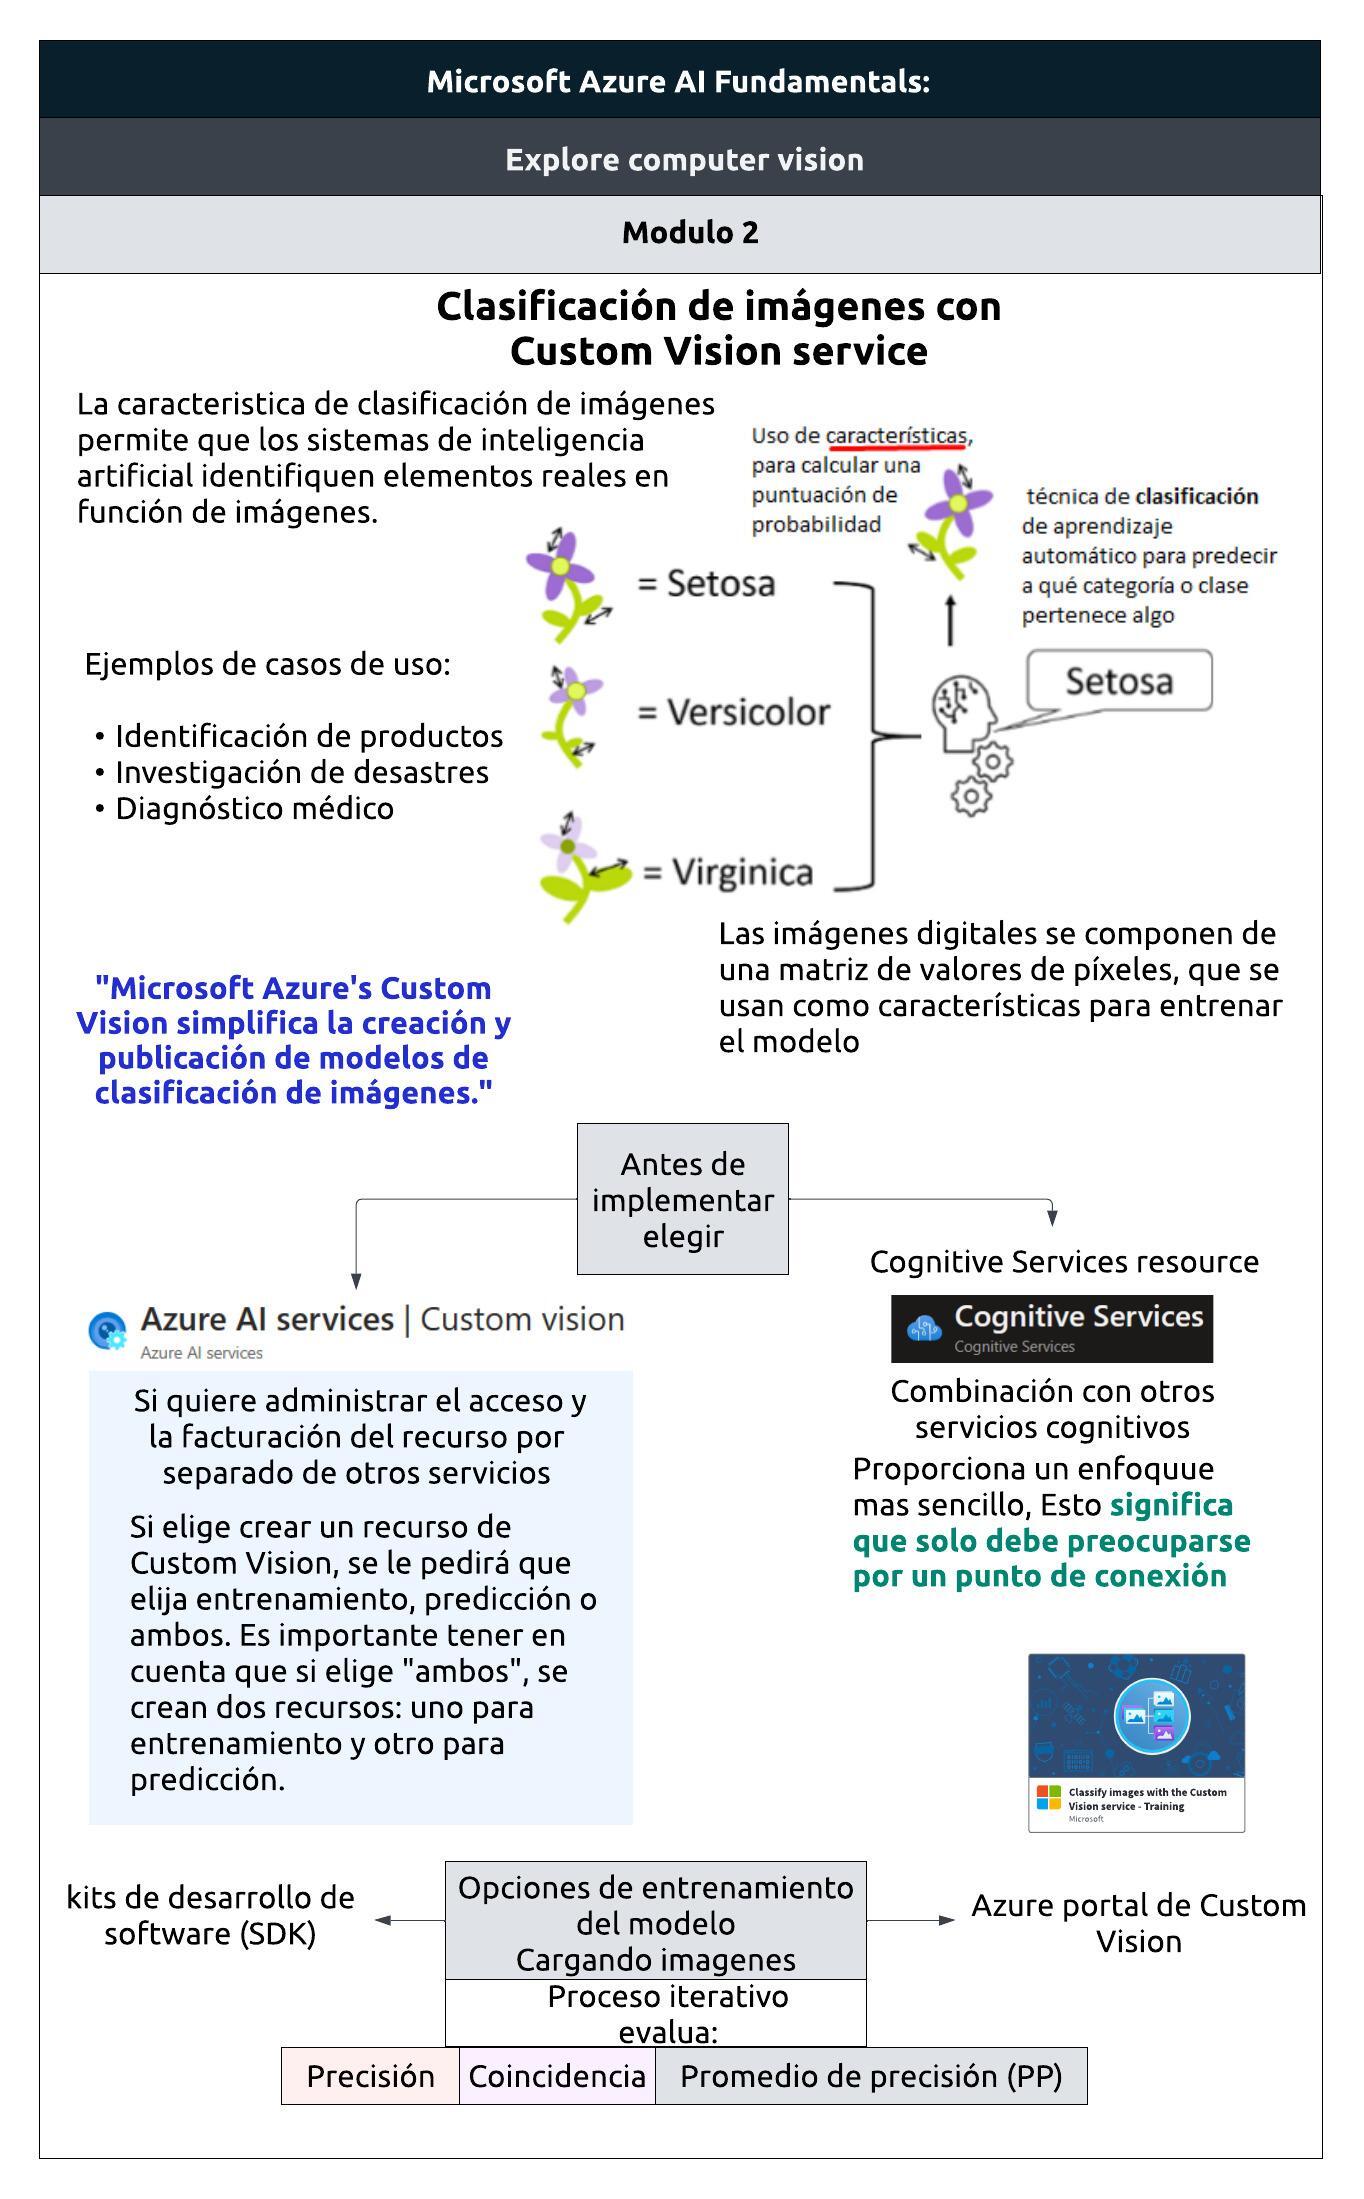 Microsoft Azure AI Fundamentals:
Explore computer vision
Modulo 2
Clasificación de imágenes con
Custom Vision service
La caracteristica de clasificación de imágenes
permite que los sistemas de inteligencia
artificial identifiquen elementos reales en
función de imágenes.
Uso de características,
para calcular una
puntuación de
probabilidad
técnica de clasificación
de aprendizaje
automático para predecir
a qué categoría o clase
pertenece algo
= Setosa
= Versicolor
= Virginica
Setosa
Ejemplos de casos de uso:
• Identificación de productos
• Investigación de desastres
• Diagnóstico médico
Las imágenes digitales se componen de
una matriz de valores de píxeles, que se
usan como características para entrenar
el modelo
"Microsoft Azure's Custom
Vision simplifica la creación y
publicación de modelos de
clasificación de imágenes."
Antes de
implementar
elegir
Azure AI services | Custom vision
Azure AI services
Si quiere administrar el acceso y
la facturación del recurso por
separado de otros servicios
Si elige crear un recurso de
Custom Vision, se le pedirá que
elija entrenamiento, predicción o
ambos. Es importante tener en
cuenta que si elige "ambos", se
crean dos recursos: uno para
entrenamiento y otro para
predicción.
Cognitive Services resource
Cognitive Services
Cognitive Services
Combinación con otros
servicios cognitivos
Proporciona un enfoquue
mas sencillo, Esto significa
que solo debe preocuparse
por un punto de conexión
Classify images with the Custom
Vision service - Training
Microsoft
kits de desarrollo de
software (SDK)
Opciones de entrenamiento
del modelo
Cargando imagenes
Azure portal de Custom
Vision
Proceso iterativo
evalua:
Precisión
Coincidencia
Promedio de precisión (PP)